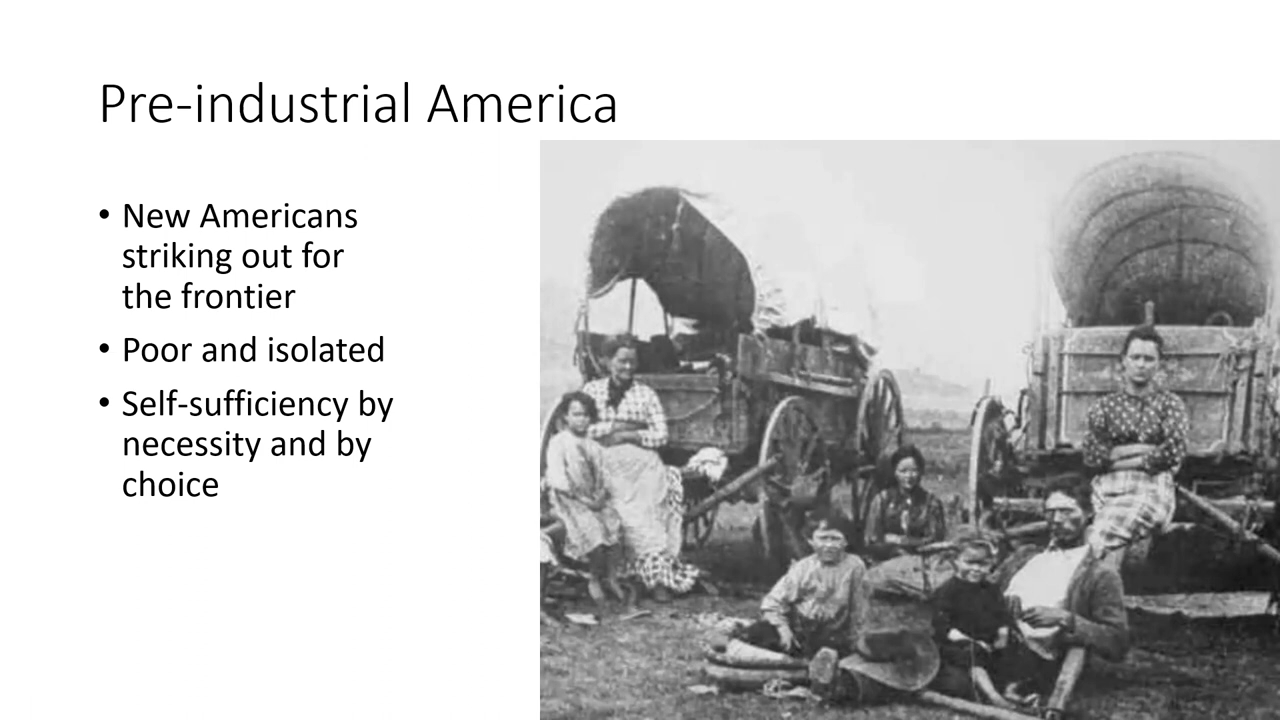 Pre-industrial America
• New Americans
striking out for
the frontier
• Poor and isolated
• Self-sufficiency by
necessity and by
choice